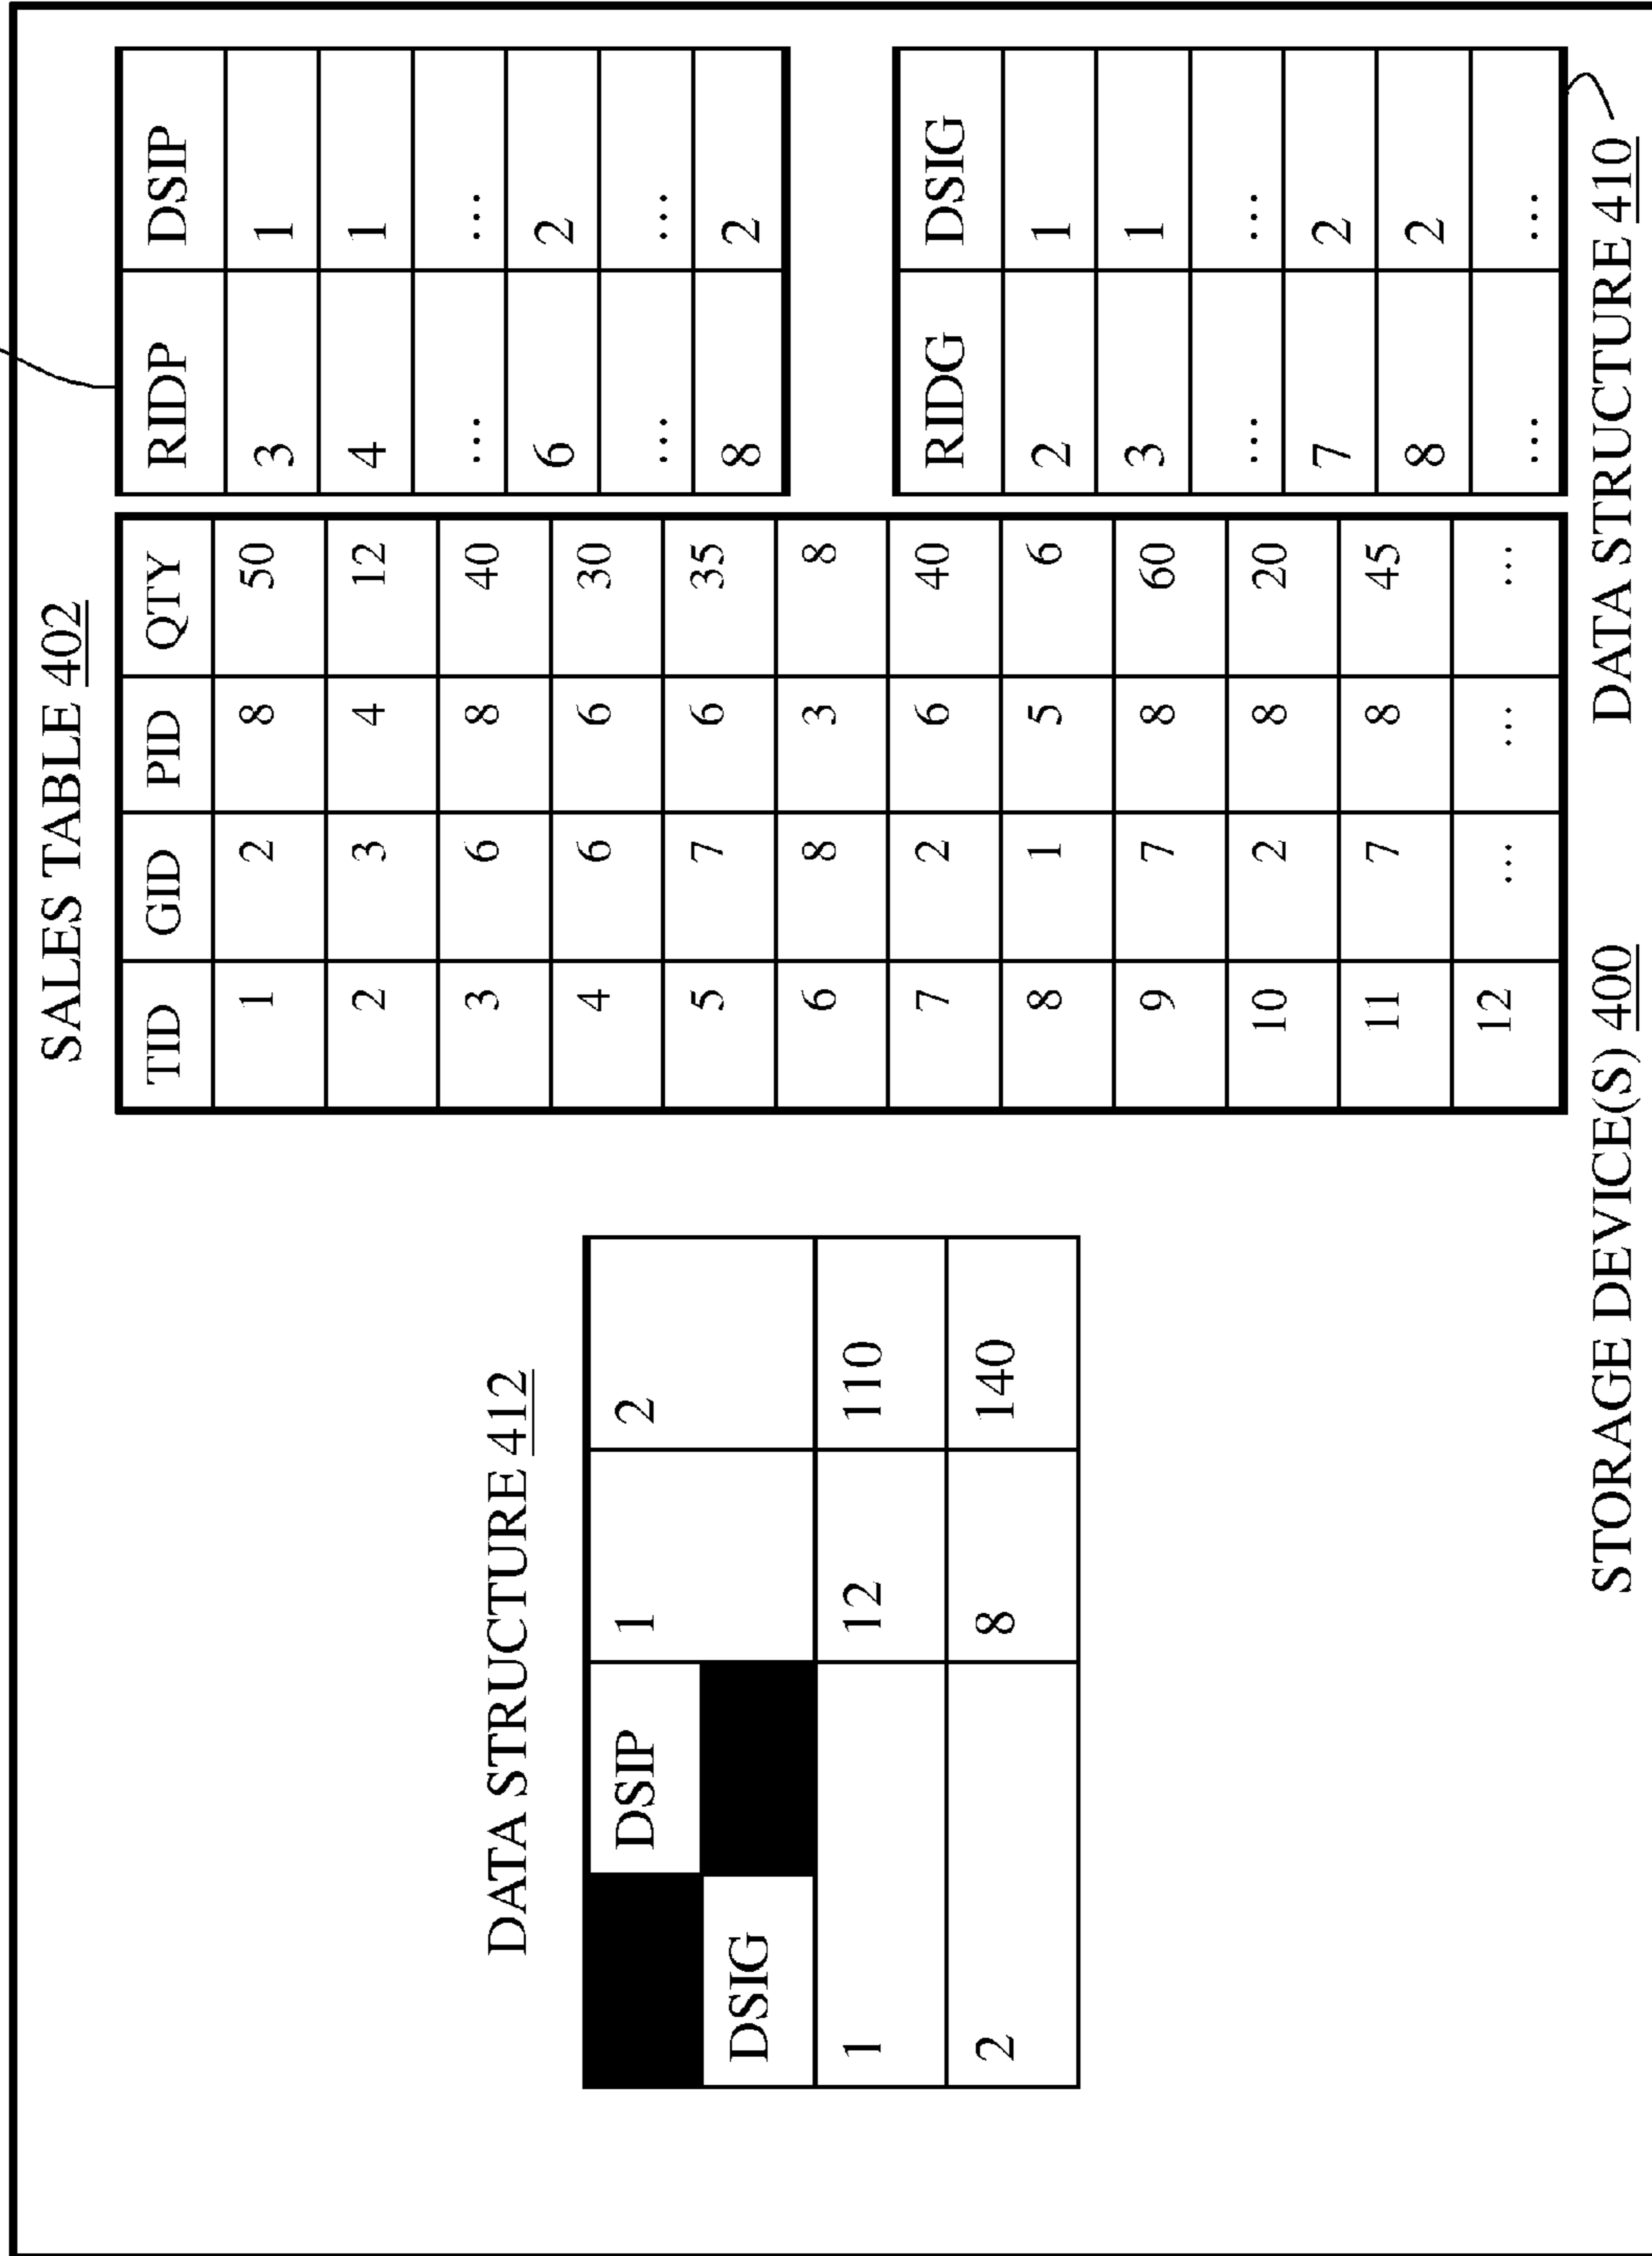 SALES TABLE 402
TID GID PID QTY
1 2 8 50
2 3 4 12
3 6 8 40
4 6 6 30
5 7 6 35
6 8 3 8
7 2 6 40
8 1 5 6
9 7 8 60
10 2 8 20
11 7 8 45
12 ... ... ...
RIDP DSIP
3 1
4 1
... ...
6 2
... ...
8 2
RIDG DSIG
2 1
3 1
... ...
7 2
8 2
... ...
DATA STRUCTURE 412
DSIP 1 2
DSIG
1 12 110
2 8 140
STORAGE DEVICE(S) 400
DATA STRUCTURE 410